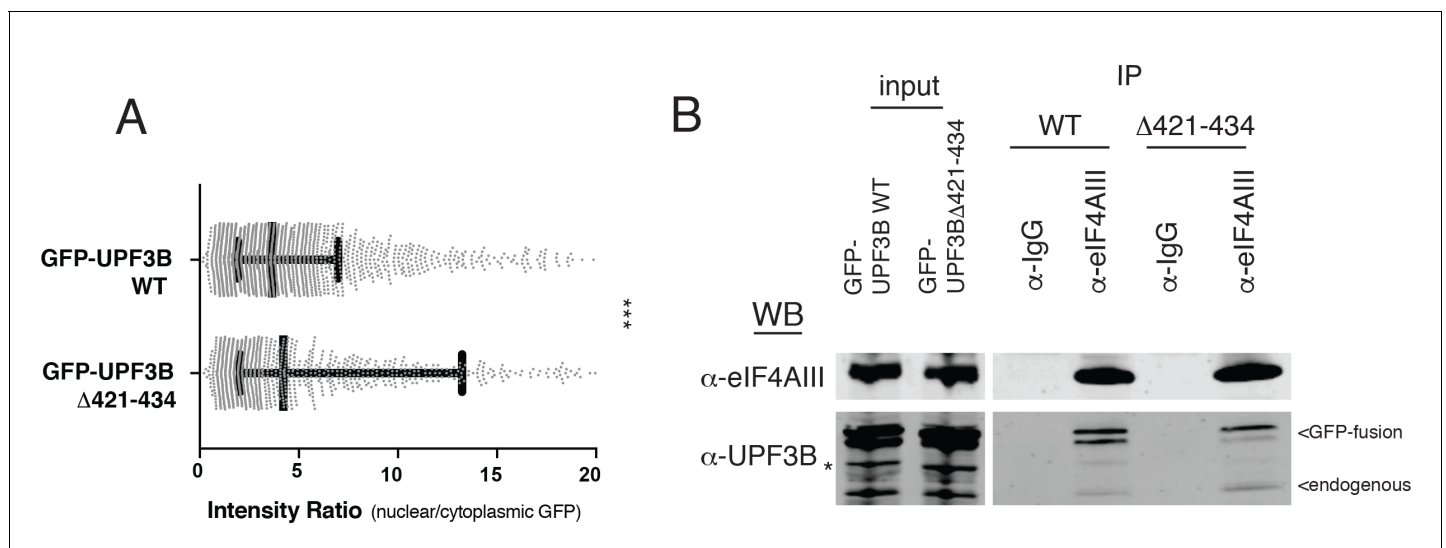 A
GFP-UPF3B
WT
GFP-UPF3B
Δ421-434
***
0 5 10 15 20
Intensity Ratio (nuclear/cytoplasmic GFP)
B
input
IP
WT
Δ421-434
GFP-
UPF3B WT
GFP-
UPF3BΔ421-434
α-IgG
α-eIF4AIII
α-IgG
α-eIF4AIII
WB
α-eIF4AIII
α-UPF3B *
<GFP-fusion
<endogenous